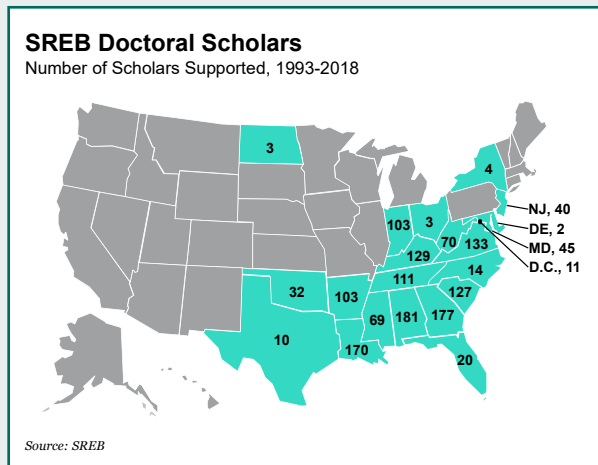 SREB Doctoral Scholars
Number of Scholars Supported, 1993-2018
3
4
NJ, 40
103
3
DE, 2
70
133
MD, 45
129
D.C., 11
111
14
32
103
127
69
181
177
10
170
20
Source: SREB